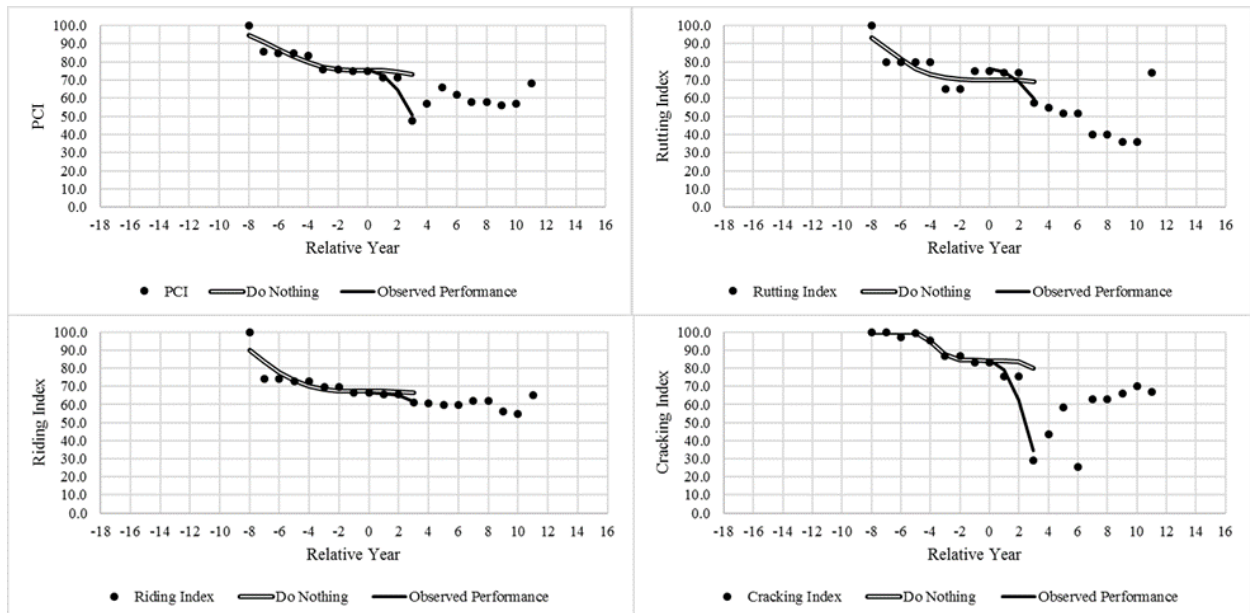 100.0
90.0
80.0
70.0
60.0
50.0
40.0
30.0
20.0
10.0
0.0
PCI
-18 -16 -14 -12 -10 -8 -6 -4 -2 0 2 4 6 8 10 12 14 16
Relative Year
PCI Do Nothing Observed Performance
100.0
90.0
80.0
70.0
60.0
50.0
40.0
30.0
20.0
10.0
0.0
Rutting Index
-18 -16 -14 -12 -10 -8 -6 -4 -2 0 2 4 6 8 10 12 14 16
Relative Year
Rutting Index Do Nothing Observed Performance
100.0
90.0
80.0
70.0
60.0
50.0
40.0
30.0
20.0
10.0
0.0
Riding Index
-18 -16 -14 -12 -10 -8 -6 -4 -2 0 2 4 6 8 10 12 14 16
Relative Year
Riding Index Do Nothing Observed Performance
100.0
90.0
80.0
70.0
60.0
50.0
40.0
30.0
20.0
10.0
0.0
Cracking Index
-18 -16 -14 -12 -10 -8 -6 -4 -2 0 2 4 6 8 10 12 14 16
Relative Year
Cracking Index Do Nothing Observed Performance